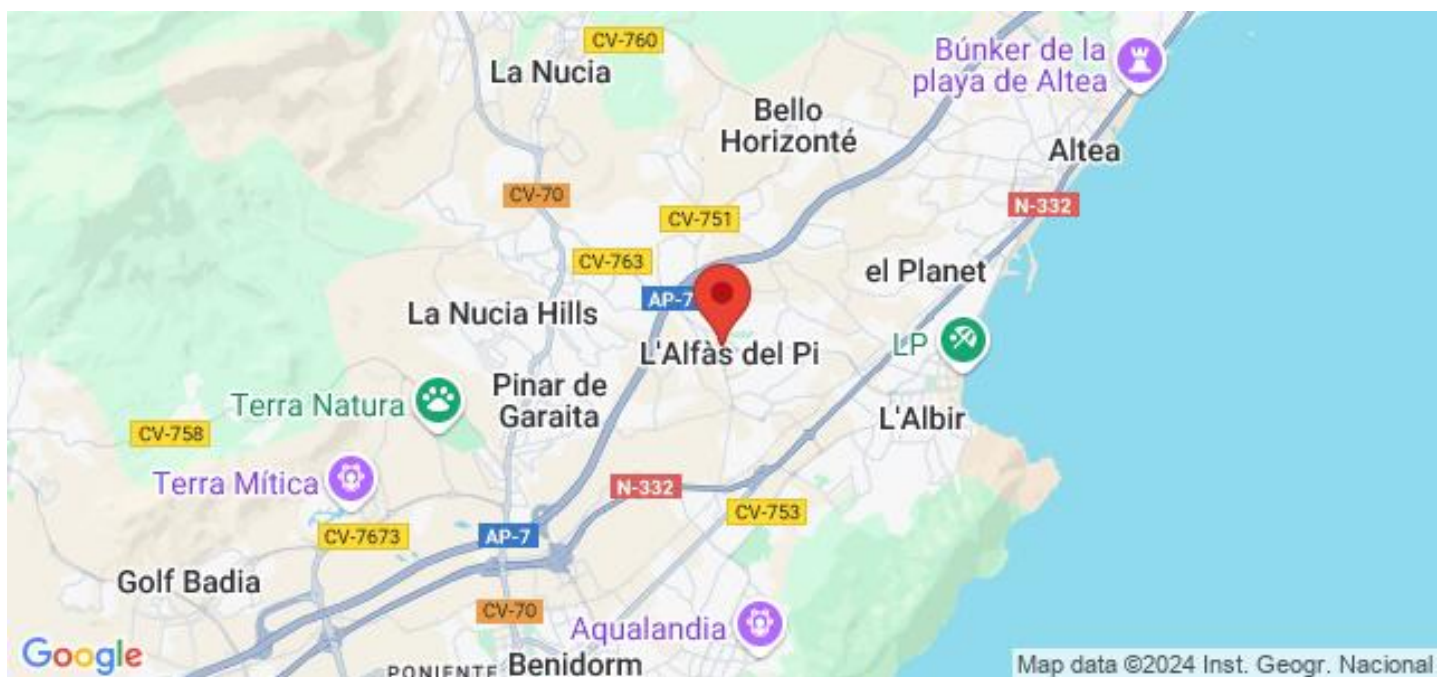 CV-760
La Nucia
Búnker de la
playa de Altea
Bello
Horizonté
Altea
CV-70
N-332
CV-751
CV-763
el Planet
AP-7
La Nucia Hills
L'Alfàs del Pi
LP
Pinar de
Garaita
Terra Natura
L'Albir
CV-758
Terra Mítica
N-332
CV-753
CV-7673
AP-7
Golf Badia
CV-70
Aqualandia
Google
PONIENTE
Benidorm
Map data ©2024 Inst. Geogr. Nacional